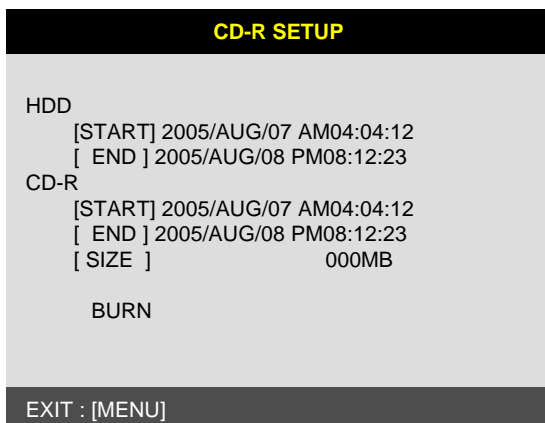 CD-R SETUP
HDD
[START] 2005/AUG/07 AM04:04:12
[ END ] 2005/AUG/08 PM08:12:23
CD-R
[START] 2005/AUG/07 AM04:04:12
[ END ] 2005/AUG/08 PM08:12:23
[ SIZE ] 000MB
BURN
EXIT : [MENU]